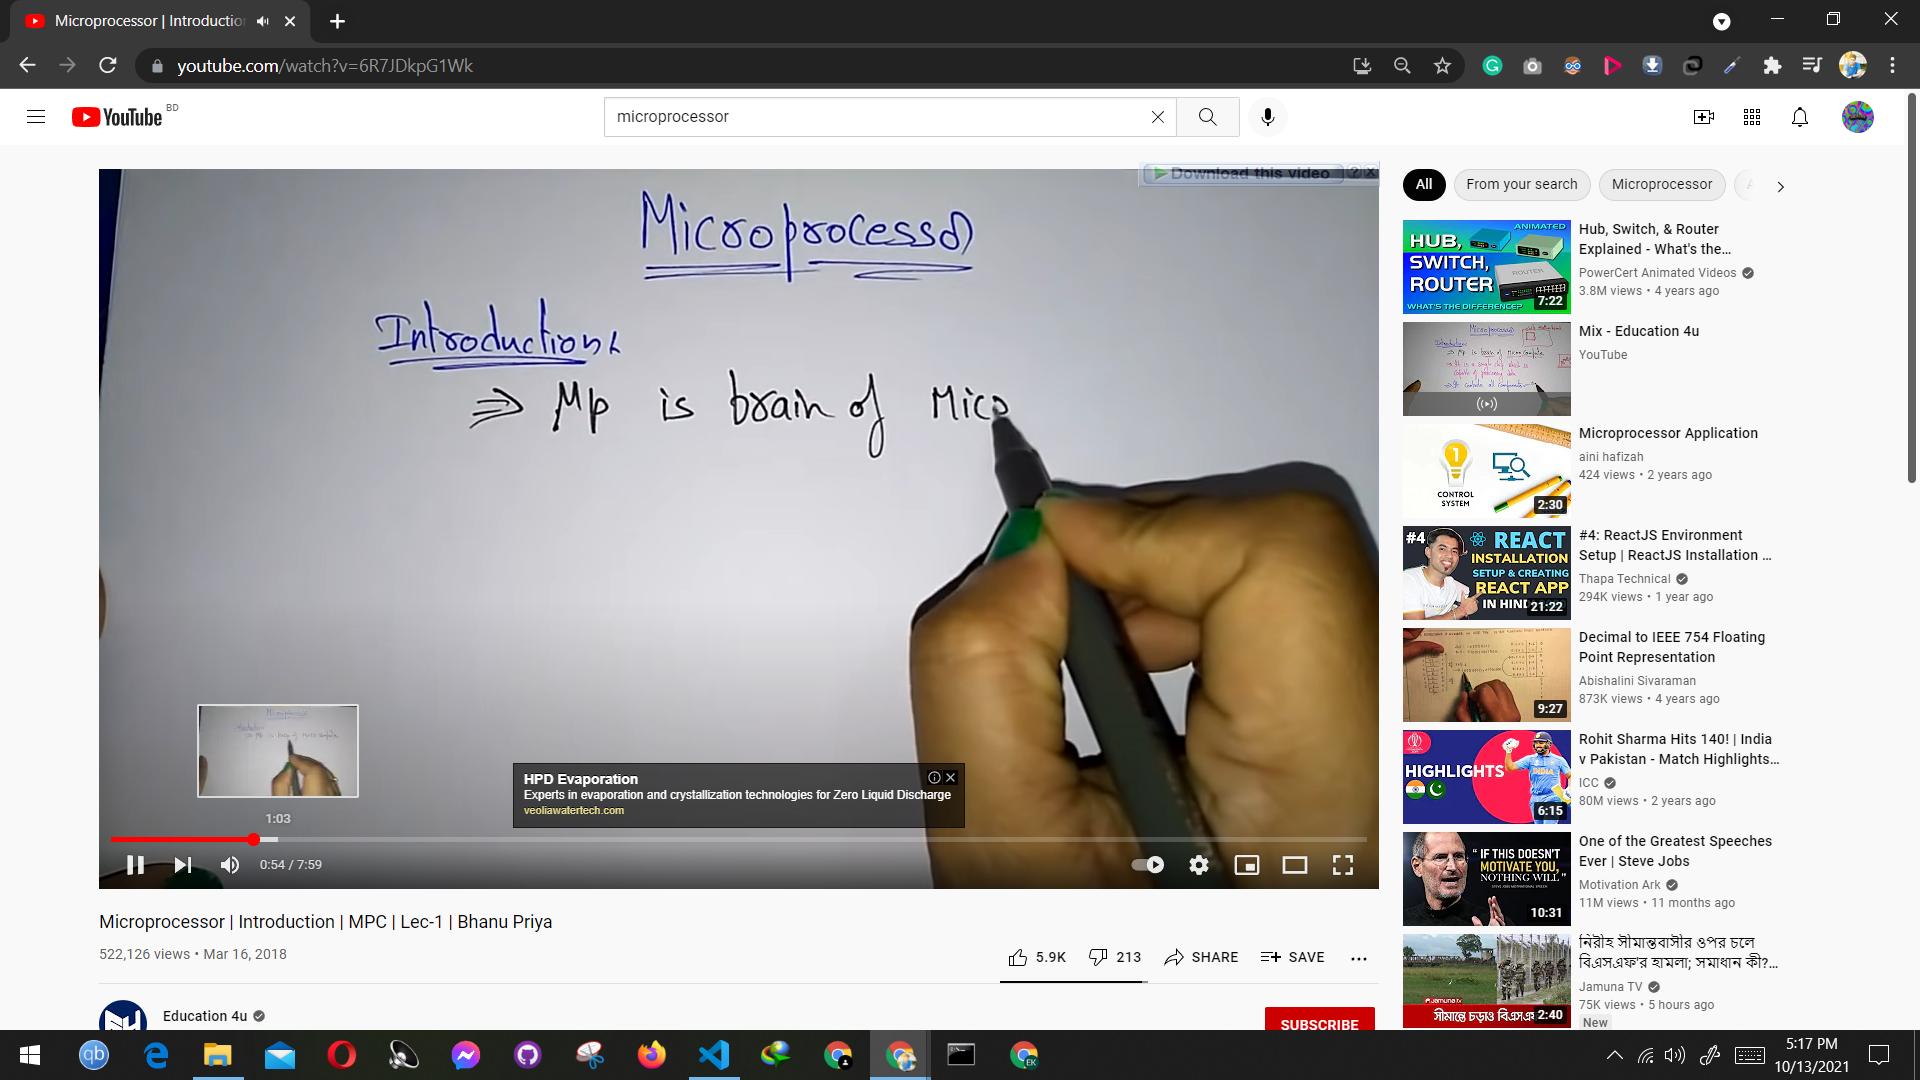 Microprocessor | Introduction
youtube.com/watch?v=6R7JDkpG1Wk
YouTube BD
microprocessor
Download this video ? X
Microprocessor
Introduction:
⇒ Mp is brain of Mico
1:03
HPD Evaporation
Experts in evaporation and crystallization technologies for Zero Liquid Discharge
veoliawatertech.com
0:54 / 7:59
Microprocessor | Introduction | MPC | Lec-1 | Bhanu Priya
522,126 views • Mar 16, 2018
5.9K 213 SHARE SAVE
Education 4u
SUBSCRIBE
All From your search Microprocessor
ANIMATED
HUB,
SWITCH,
ROUTER
ROUTER
WHAT'S THE DIFFERENCE?
7:22
Hub, Switch, & Router
Explained - What's the...
PowerCert Animated Videos
3.8M views • 4 years ago
Mix - Education 4u
YouTube
1
CONTROL
SYSTEM
2:30
Microprocessor Application
aini hafizah
424 views • 2 years ago
#4 REACT
INSTALLATION
SETUP & CREATING
REACT APP
IN HIND
21:22
#4: ReactJS Environment
Setup | ReactJS Installation ...
Thapa Technical
294K views • 1 year ago
9:27
Decimal to IEEE 754 Floating
Point Representation
Abishalini Sivaraman
873K views • 4 years ago
HIGHLIGHTS
INDIA
6:15
Rohit Sharma Hits 140! | India
v Pakistan - Match Highlights...
ICC
80M views • 2 years ago
" IF THIS DOESN'T
MOTIVATE YOU,
NOTHING WILL "
10:31
One of the Greatest Speeches
Ever | Steve Jobs
Motivation Ark
11M views • 11 months ago
Jamuna TV
2:40
নিরীহ সীমান্তবাসীর ওপর চলে
বিএসএফ'র হামলা; সমাধান কী?...
Jamuna TV
75K views • 5 hours ago
New
qb
EK
5:17 PM
10/13/2021